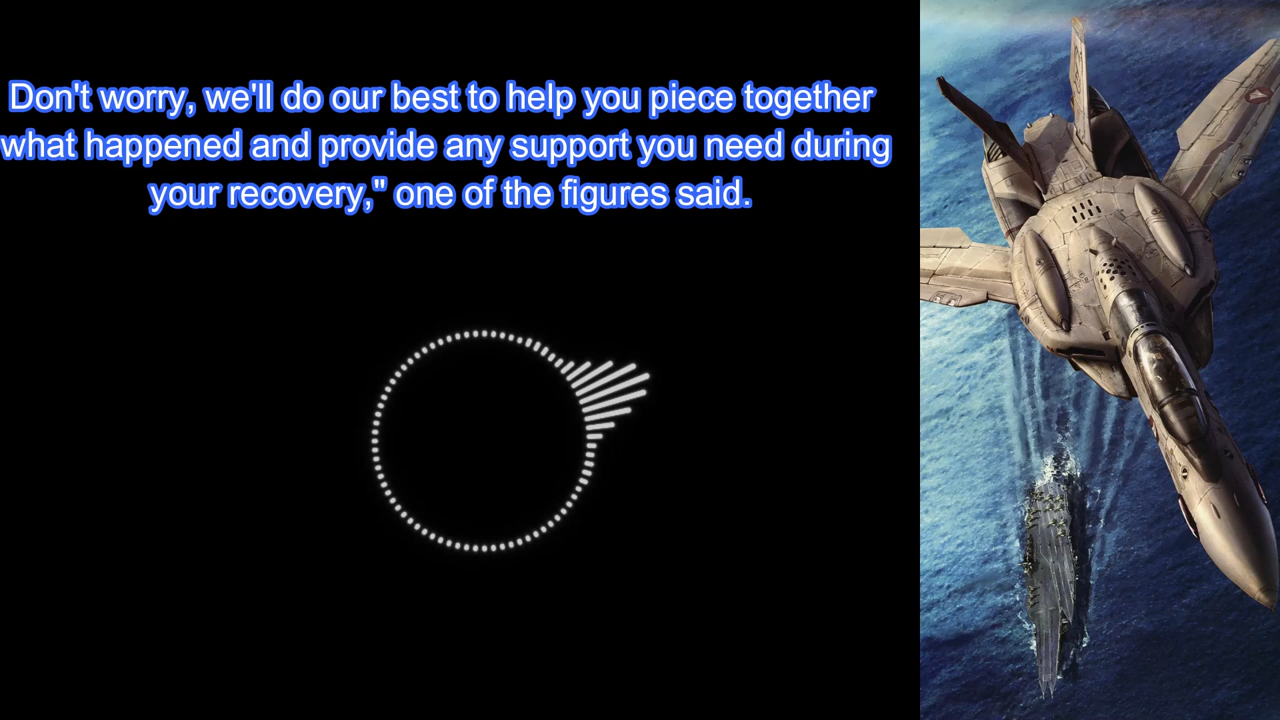 Don't worry, we'll do our best to help you piece together
what happened and provide any support you need during
your recovery," one of the figures said.